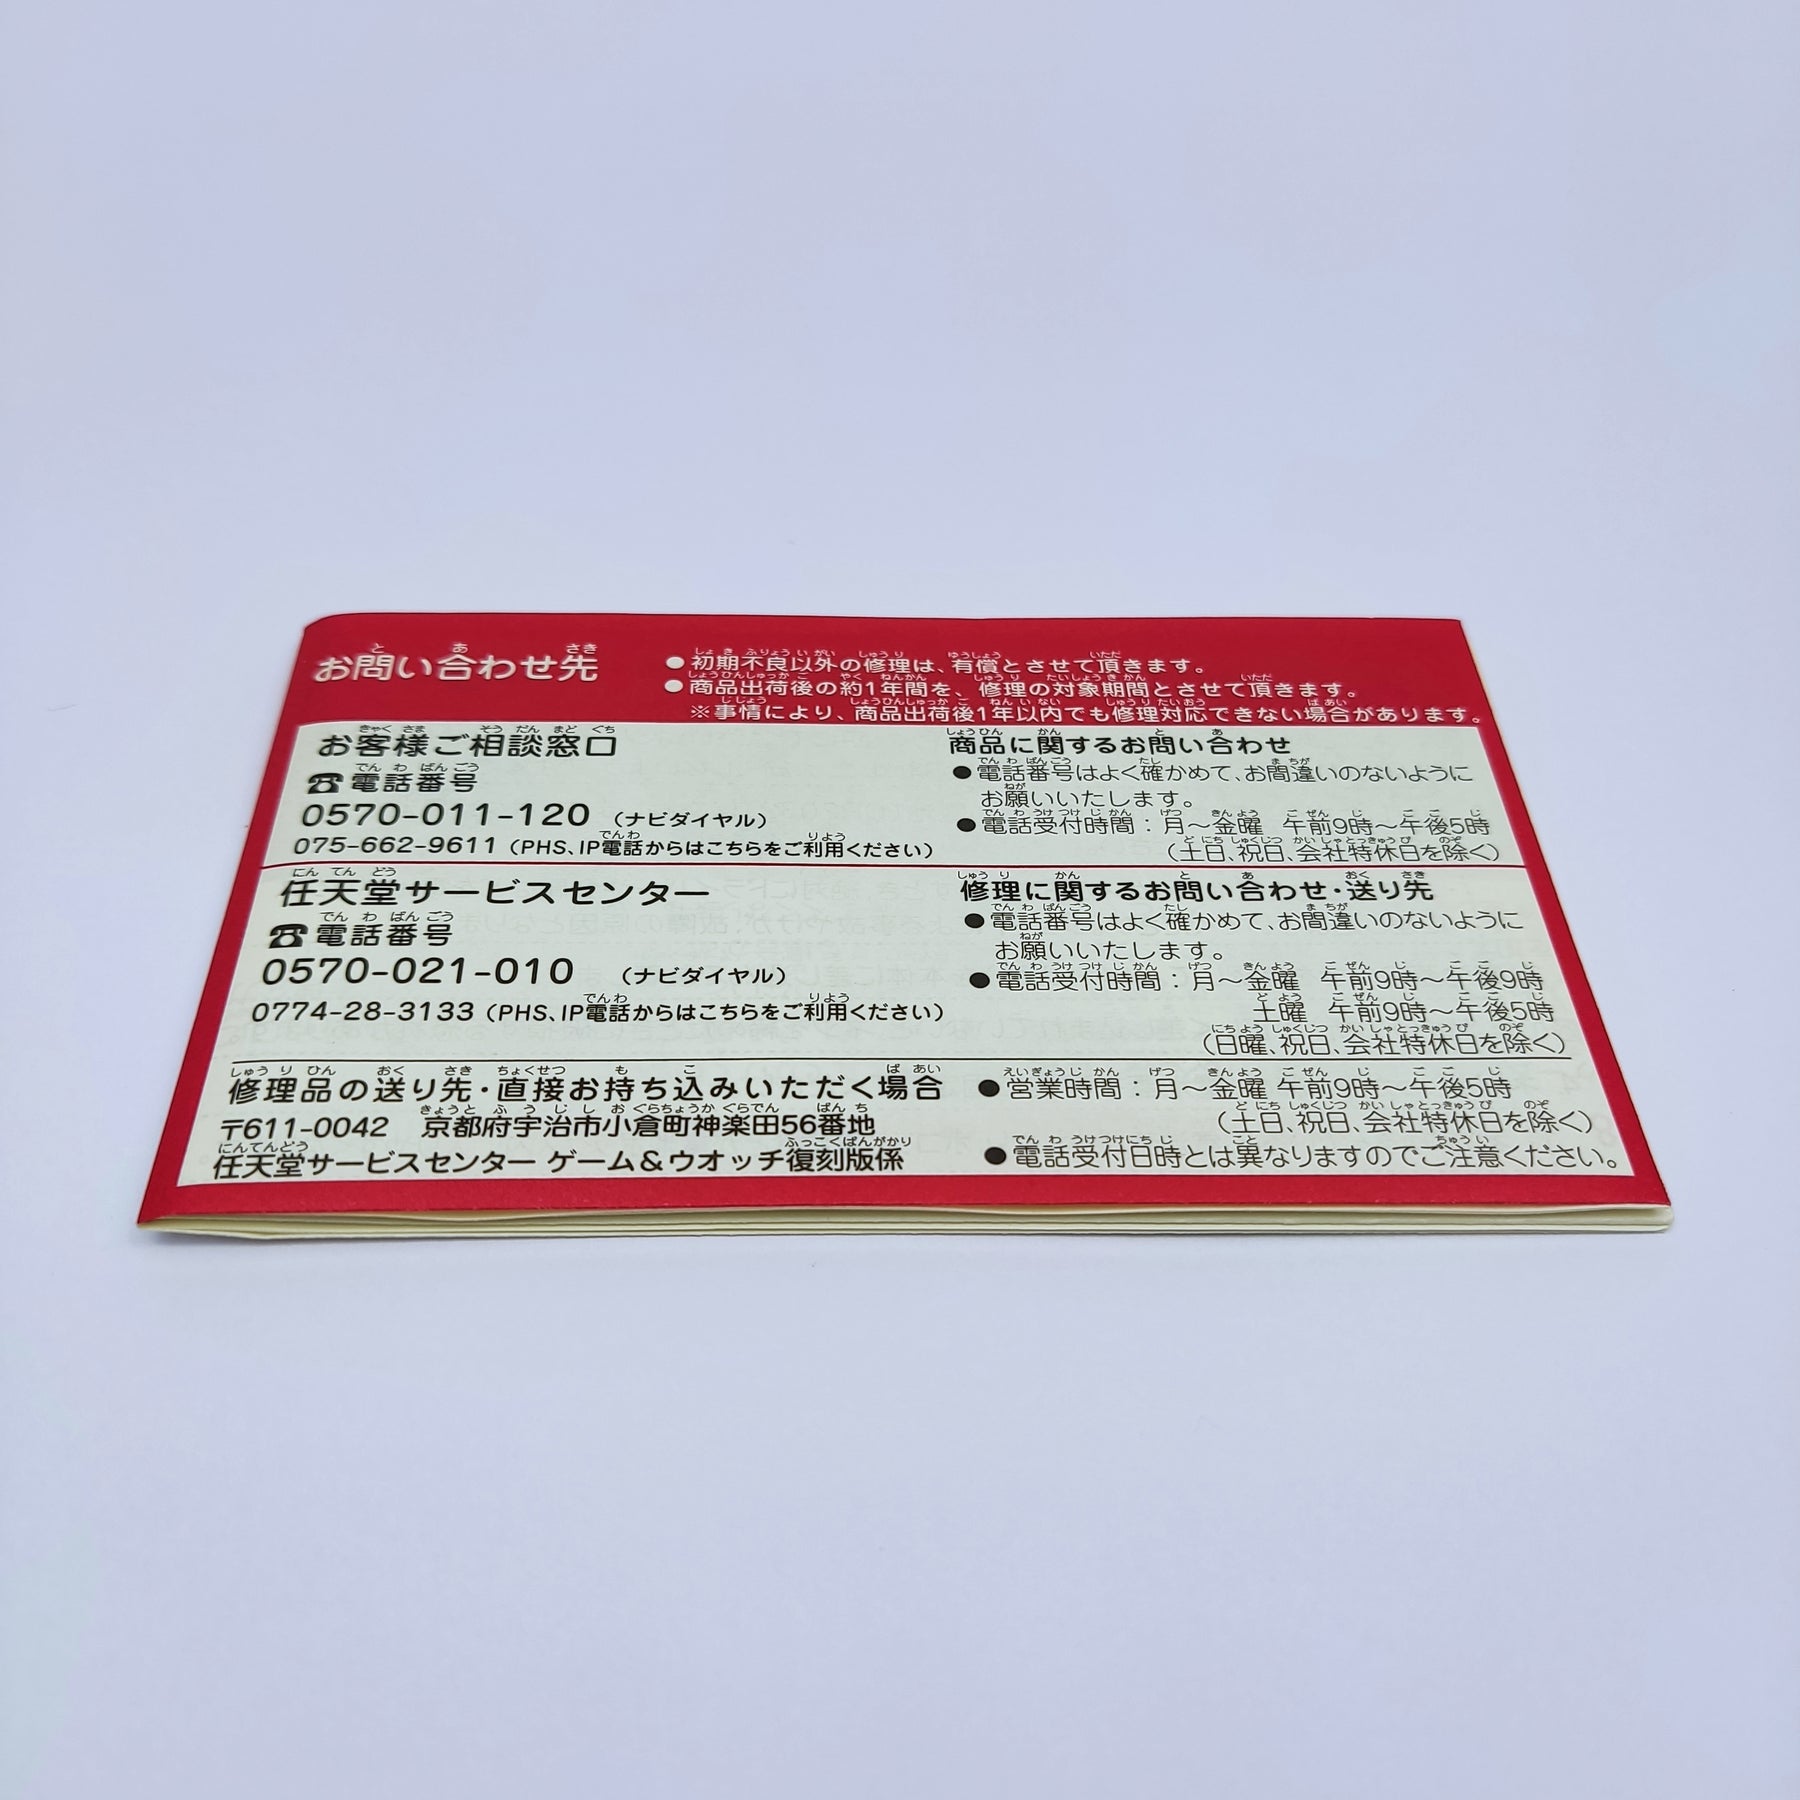 お問い合わせ先
●初期不良以外の修理は、有償とさせて頂きます。
●商品出荷後の約1年間を、修理の対象期間とさせて頂きます。
※事情により、商品出荷後1年以内でも修理対応できない場合があります。
お客様ご相談窓口
☎電話番号
0570-011-120 (ナビダイヤル)
075-662-9611 (PHS、IP電話からはこちらをご利用ください)
商品に関するお問い合わせ
●電話番号はよく確かめて、お間違いのないように
お願いいたします。
●電話受付時間：月～金曜 午前9時～午後5時
(土日、祝日、会社特休日を除く)
任天堂サービスセンター
☎電話番号
0570-021-010 (ナビダイヤル)
0774-28-3133 (PHS、IP電話からはこちらをご利用ください)
修理に関するお問い合わせ・送り先
●電話番号はよく確かめて、お間違いのないように
お願いいたします。
●電話受付時間：月～金曜 午前9時～午後9時
土曜 午前9時～午後5時
(日曜、祝日、会社特休日を除く)
修理品の送り先・直接お持ち込みいただく場合
〒611-0042 京都府宇治市小倉町神楽田56番地
任天堂サービスセンター ゲーム＆ウオッチ復刻版係
●営業時間：月～金曜 午前9時～午後5時
(土日、祝日、会社特休日を除く)
●電話受付日時とは異なりますのでご注意ください。